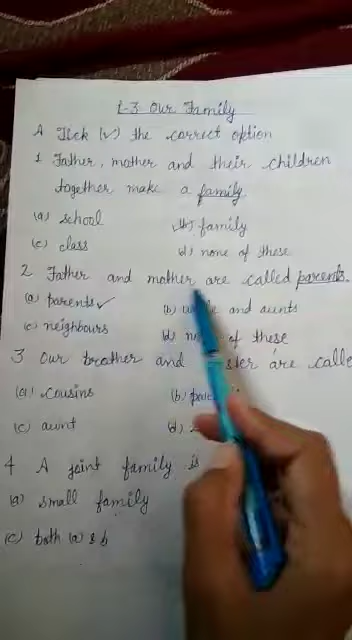 L-3 Our Family
A Tick (✓) the correct option
1 Father, mother and their children
together make a family.
(a) school (b) family
(c) class (d) none of these
2 Father and mother are called parents.
(a) parents ✓ (b) and aunts
(c) neighbours (d) of these
3 Our brother and are
(a) cousins (b)
(c) aunt (d)
4 A joint family is
(a) small family
(c) both (a) & b